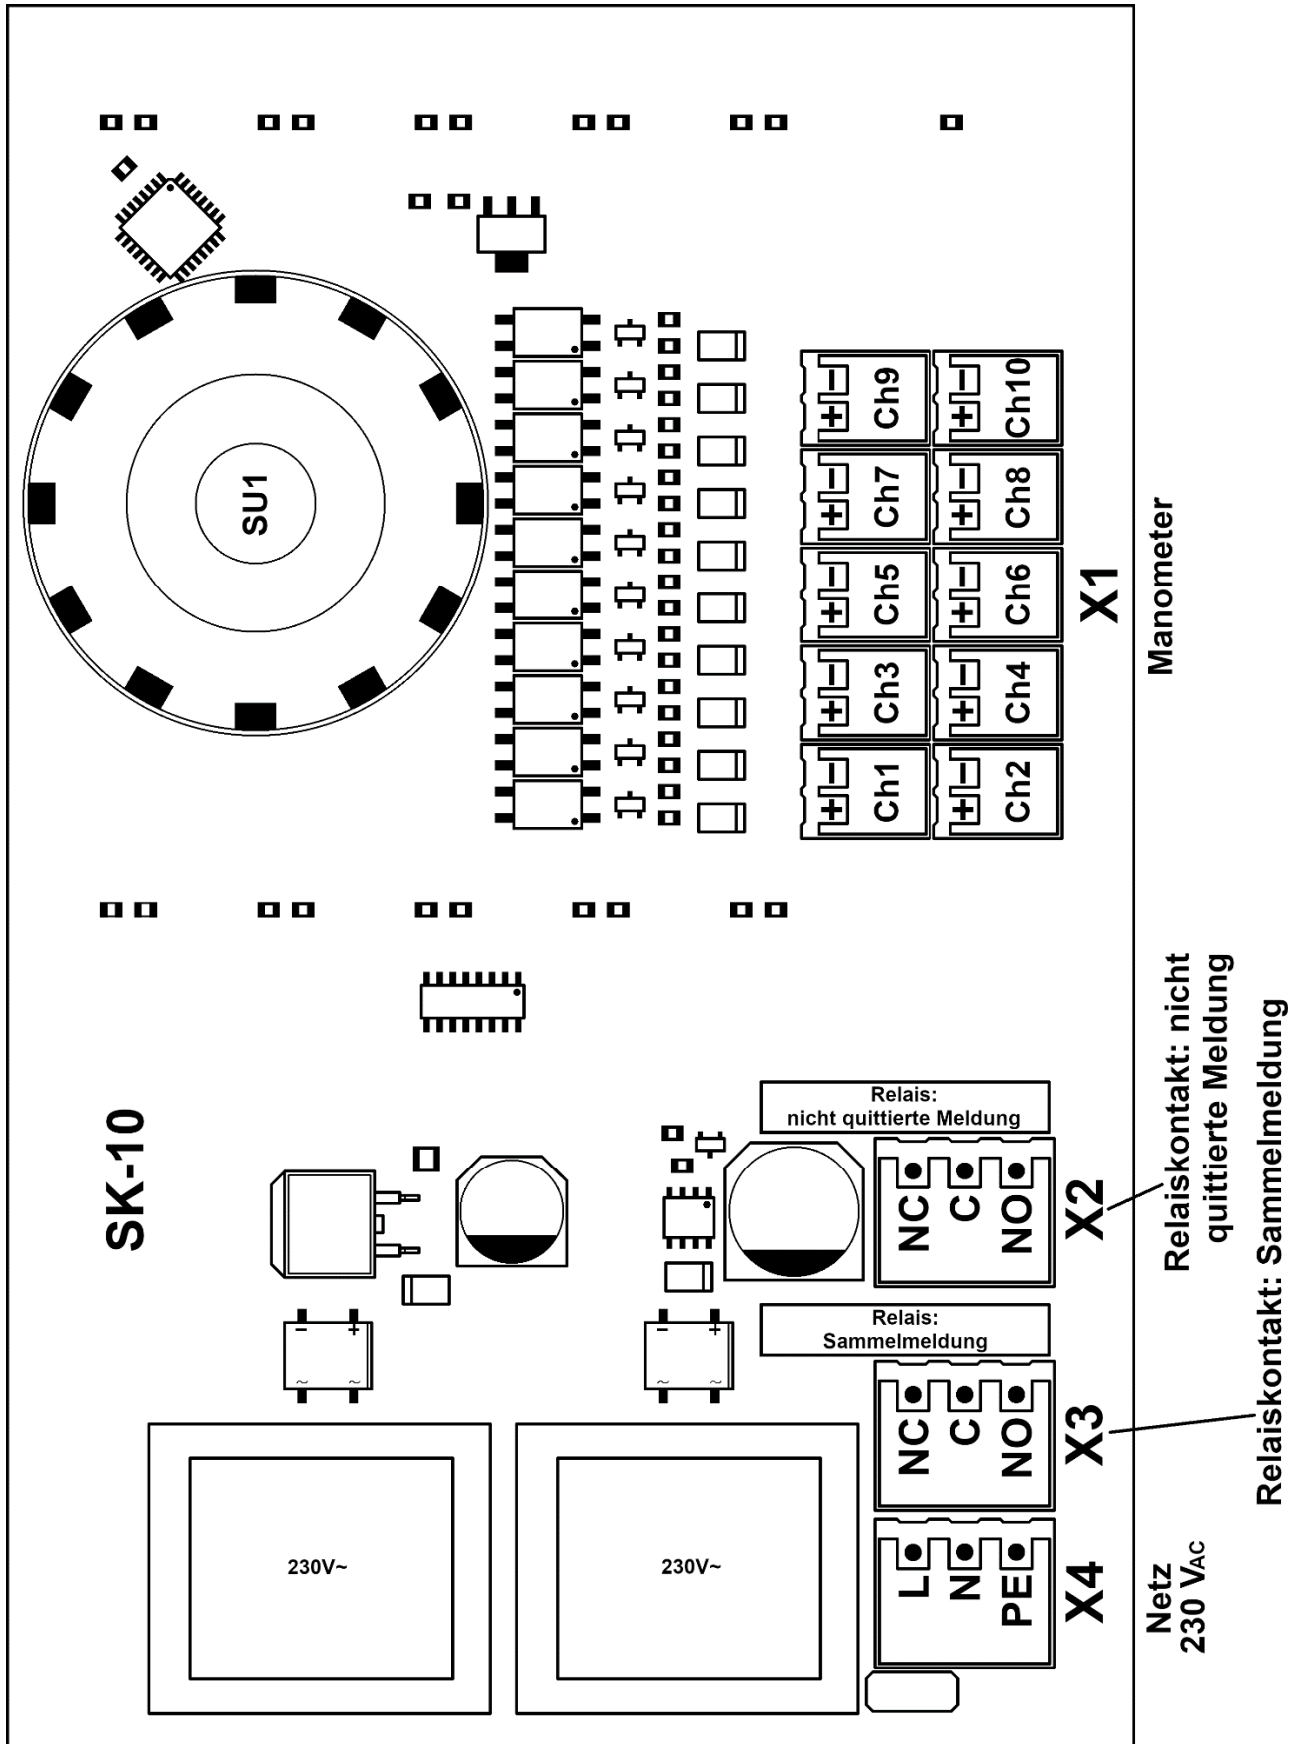 SU1
+ −
Ch9
+ −
Ch10
+ −
Ch7
+ −
Ch8
+ −
Ch5
+ −
Ch6
+ −
Ch3
+ −
Ch4
+ −
Ch1
+ −
Ch2
X1
Manometer
SK-10
Relais:
nicht quittierte Meldung
NC
C
NO
X2
Relaiskontakt: nicht
quittierte Meldung
− +
~ ~
− +
~ ~
Relais:
Sammelmeldung
NC
C
NO
X3
Relaiskontakt: Sammelmeldung
230V~
230V~
L
N
PE
X4
Netz
230 VAC